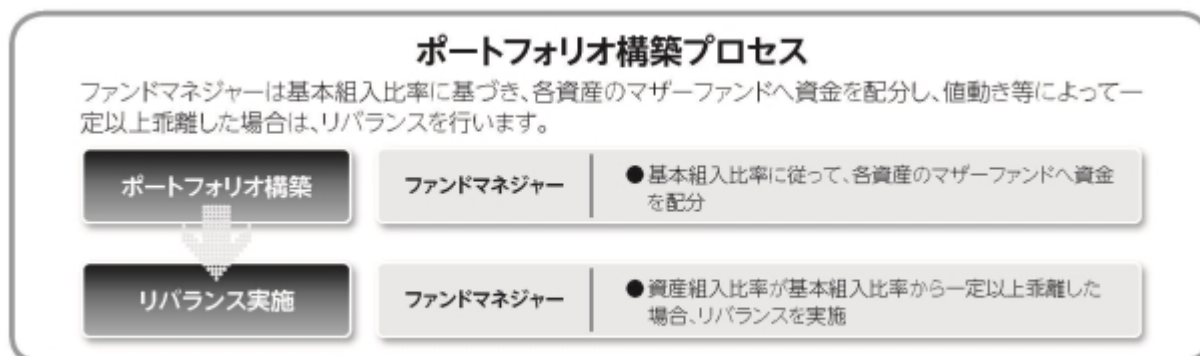 ポートフォリオ構築プロセス
ファンドマネジャーは基本組入比率に基づき、各資産のマザーファンドへ資金を配分し、値動き等によって一
定以上乖離した場合は、リバランスを行います。
ポートフォリオ構築
ファンドマネジャー
●基本組入比率に従って、各資産のマザーファンドへ資金
を配分
リバランス実施
ファンドマネジャー
●資産組入比率が基本組入比率から一定以上乖離した
場合、リバランスを実施